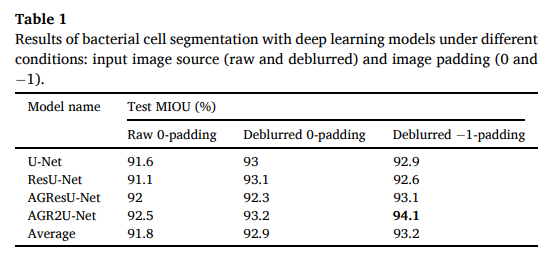 Table 1
Results of bacterial cell segmentation with deep learning models under different
conditions: input image source (raw and deblurred) and image padding (0 and
−1).
Model name Test MIOU (%)
Raw 0-padding Deblurred 0-padding Deblurred −1-padding
U-Net 91.6 93 92.9
ResU-Net 91.1 93.1 92.6
AGResU-Net 92 92.3 93.1
AGR2U-Net 92.5 93.2 94.1
Average 91.8 92.9 93.2